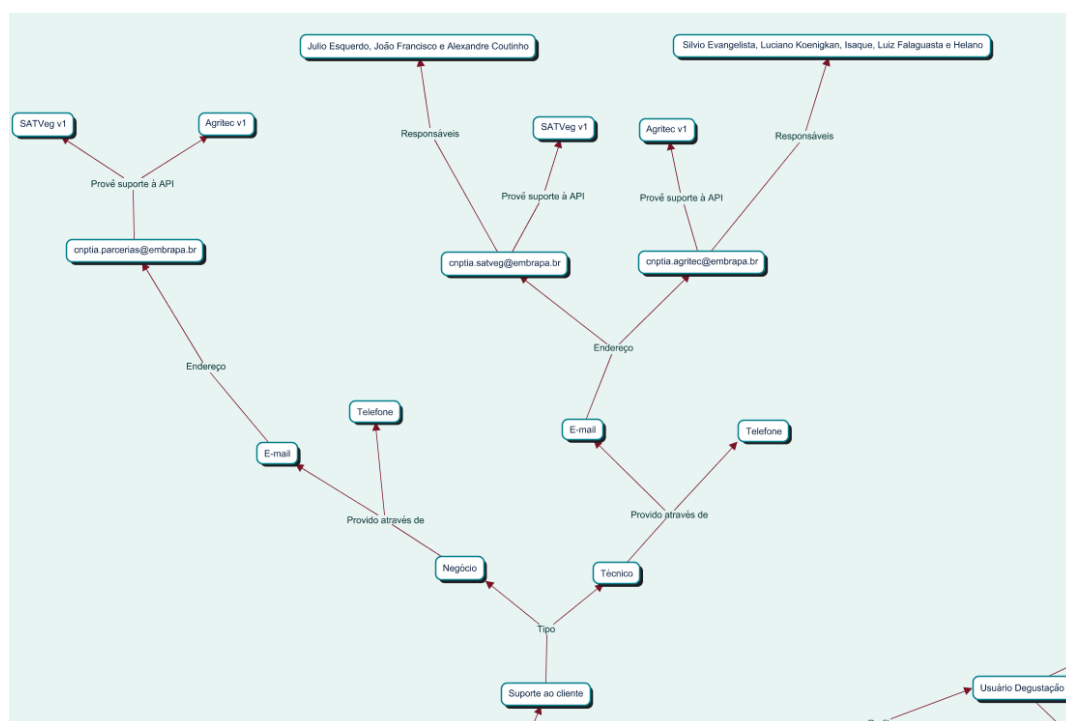 Julio Esquerdo, João Francisco e Alexandre Coutinho
Silvio Evangelista, Luciano Koenigkan, Isaque, Luiz Falaguasta e Helano
SATVeg v1
Agritec v1
SATVeg v1
Agritec v1
Responsáveis
Responsáveis
Provê suporte à API
Provê suporte à API
Provê suporte à API
cnptia.parcerias@embrapa.br
cnptia.satveg@embrapa.br
cnptia.agritec@embrapa.br
Endereço
Endereço
Telefone
E-mail
Telefone
E-mail
Provido através de
Provido através de
Negócio
Técnico
Tipo
Suporte ao cliente
Usuário Degustação